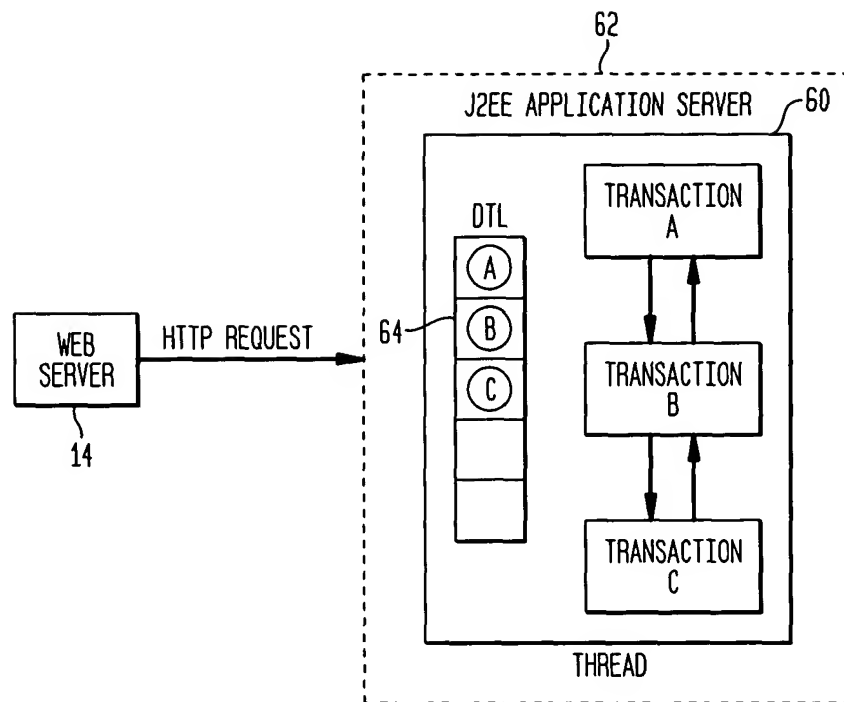 62
J2EE APPLICATION SERVER
60
DTL
A
B
C
64
TRANSACTION
A
TRANSACTION
B
TRANSACTION
C
WEB
SERVER
14
HTTP REQUEST
THREAD